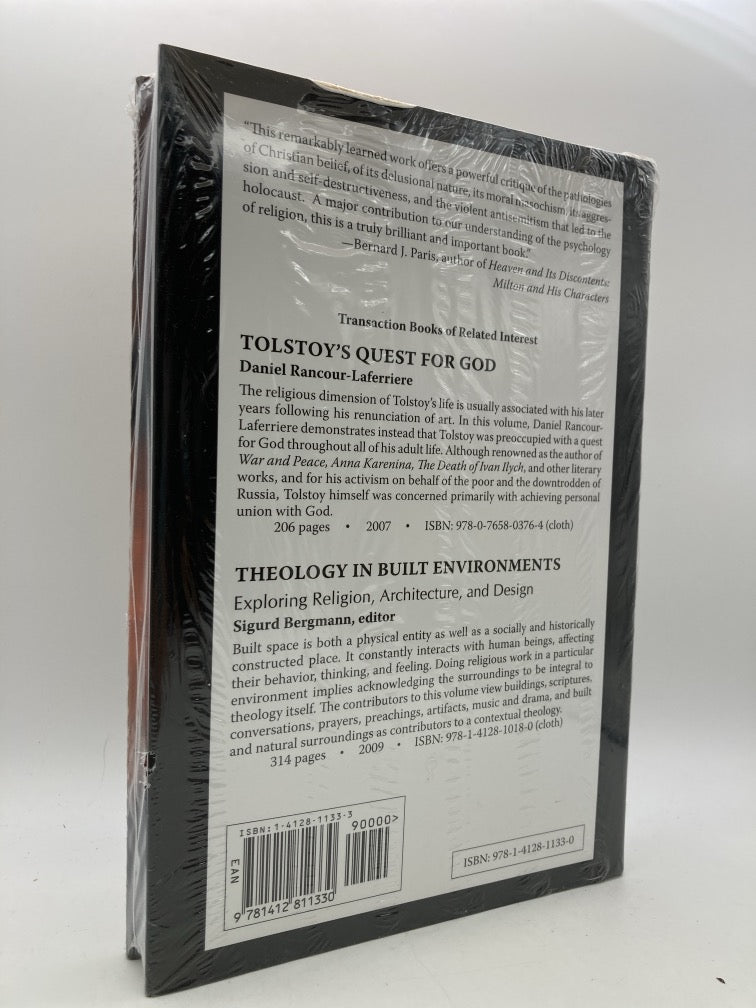 “This remarkably learned work offers a powerful critique of the pathologies
of Christian belief, of its delusional nature, its moral masochism, its aggres-
sion and self-destructiveness, and the violent antisemitism that led to the
holocaust. A major contribution to our understanding of the psychology
of religion, this is a truly brilliant and important book.”
—Bernard J. Paris, author of Heaven and Its Discontents:
Milton and His Characters
Transaction Books of Related Interest
TOLSTOY'S QUEST FOR GOD
Daniel Rancour-Laferriere
The religious dimension of Tolstoy's life is usually associated with his later
years following his renunciation of art. In this volume, Daniel Rancour-
Laferriere demonstrates instead that Tolstoy was preoccupied with a quest
for God throughout all of his adult life. Although renowned as the author of
War and Peace, Anna Karenina, The Death of Ivan Ilych, and other literary
works, and for his activism on behalf of the poor and the downtrodden of
Russia, Tolstoy himself was concerned primarily with achieving personal
union with God.
206 pages • 2007 • ISBN: 978-0-7658-0376-4 (cloth)
THEOLOGY IN BUILT ENVIRONMENTS
Exploring Religion, Architecture, and Design
Sigurd Bergmann, editor
Built space is both a physical entity as well as a socially and historically
constructed place. It constantly interacts with human beings, affecting
their behavior, thinking, and feeling. Doing religious work in a particular
environment implies acknowledging the surroundings to be integral to
theology itself. The contributors to this volume view buildings, scriptures,
conversations, prayers, preachings, artifacts, music and drama, and built
and natural surroundings as contributors to a contextual theology.
314 pages • 2009 • ISBN: 978-1-4128-1018-0 (cloth)
ISBN:1-4128-1133-3
90000>
EAN
9 781412 811330
ISBN: 978-1-4128-1133-0